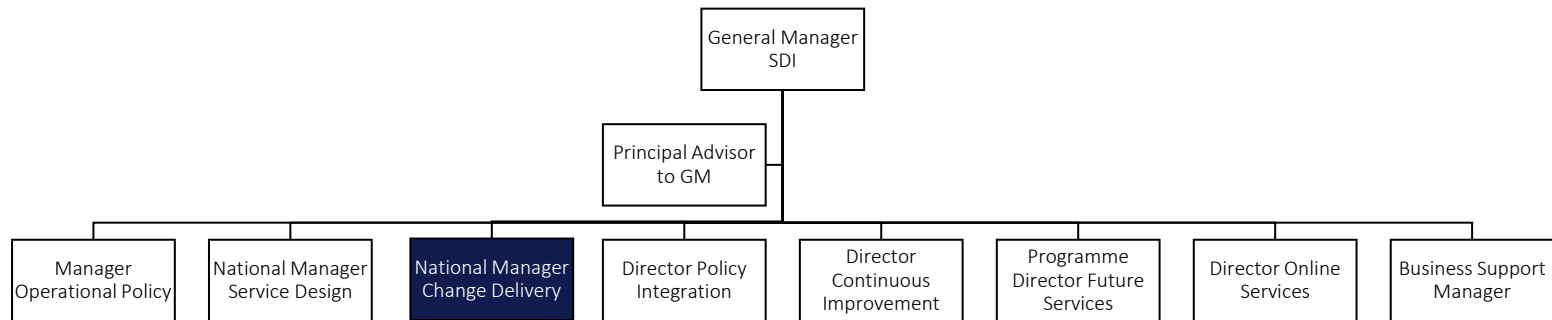 General Manager
SDI
Principal Advisor
to GM
Manager
Operational Policy
National Manager
Service Design
National Manager
Change Delivery
Director Policy
Integration
Director
Continuous
Improvement
Programme
Director Future
Services
Director Online
Services
Business Support
Manager